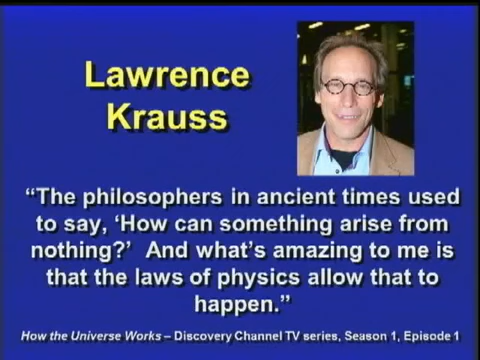 Lawrence
Krauss
“The philosophers in ancient times used
to say, ‘How can something arise from
nothing?’  And what’s amazing to me is
that the laws of physics allow that to
happen.”
How the Universe Works – Discovery Channel TV series, Season 1, Episode 1